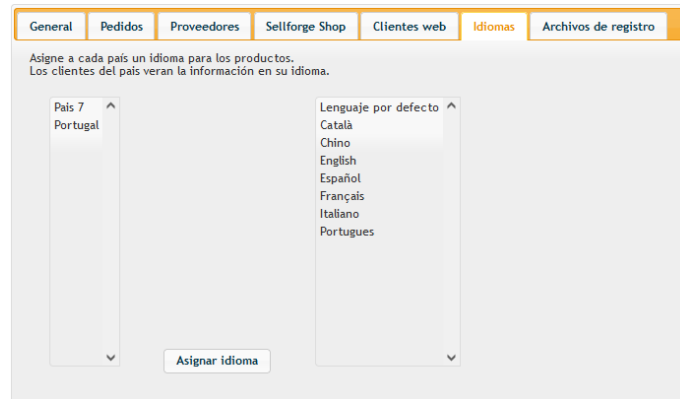 General Pedidos Proveedores Sellforge Shop Clientes web Idiomas Archivos de registro
Asigne a cada país un idioma para los productos.
Los clientes del pais veran la información en su idioma.
Pais 7
Portugal
Lenguaje por defecto
Català
Chino
English
Español
Français
Italiano
Portugues
Asignar idioma